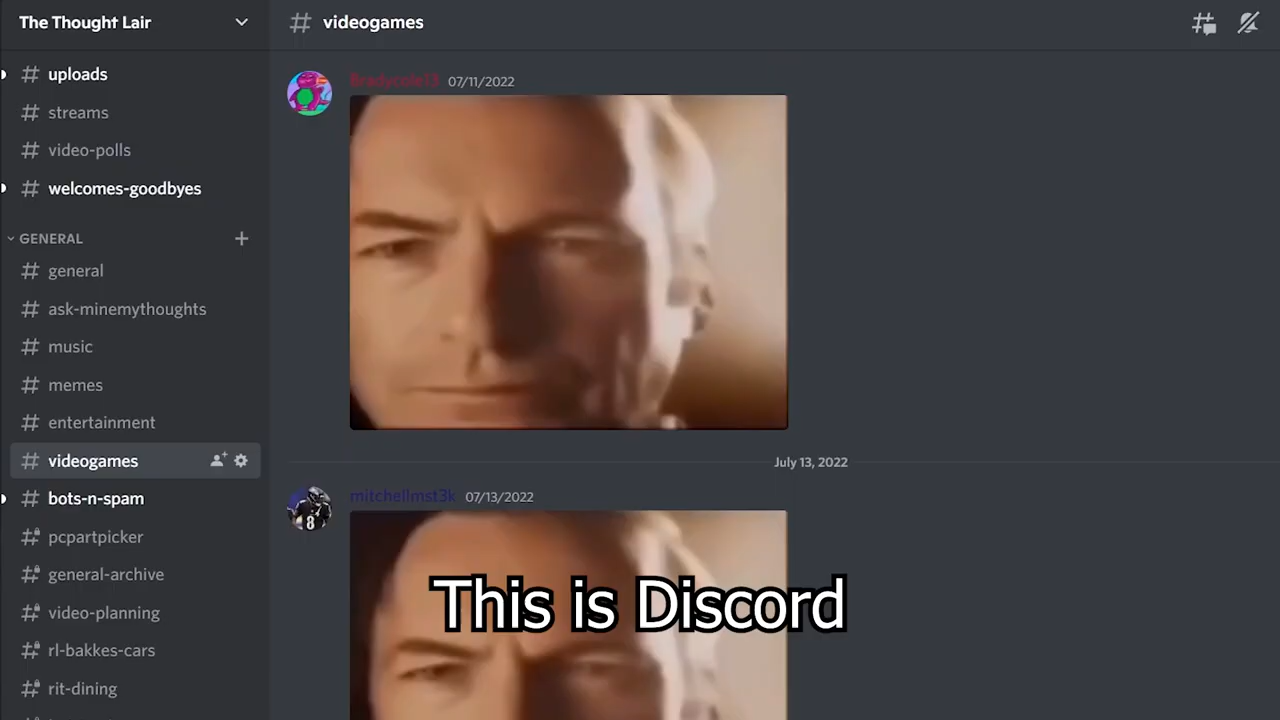 The Thought Lair
uploads
streams
video-polls
welcomes-goodbyes
GENERAL
general
ask-minemythoughts
music
memes
entertainment
videogames
bots-n-spam
pcpartpicker
general-archive
video-planning
rl-bakkes-cars
rit-dining
# videogames
Bradycole13 07/11/2022
July 13, 2022
mitchellmst3k 07/13/2022
8
This is Discord